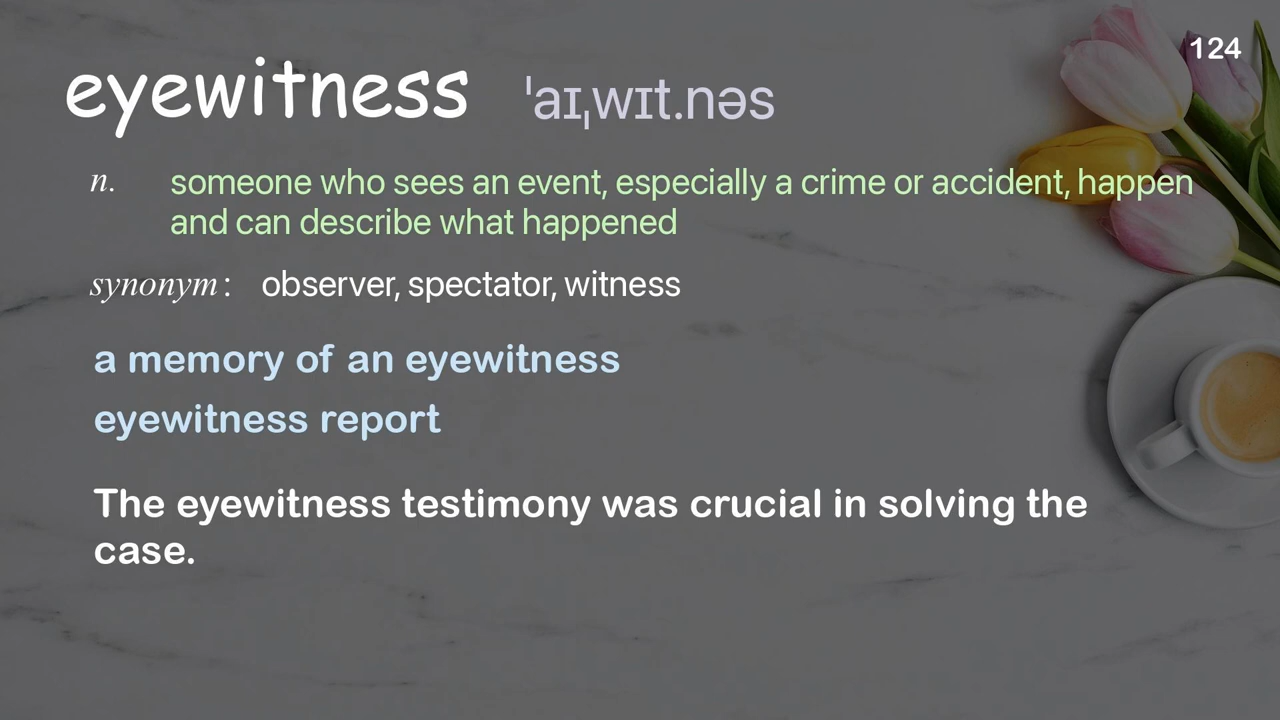 124
eyewitness ˈaɪˌwɪt.nəs
n. someone who sees an event, especially a crime or accident, happen
and can describe what happened
synonym : observer, spectator, witness
a memory of an eyewitness
eyewitness report
The eyewitness testimony was crucial in solving the
case.